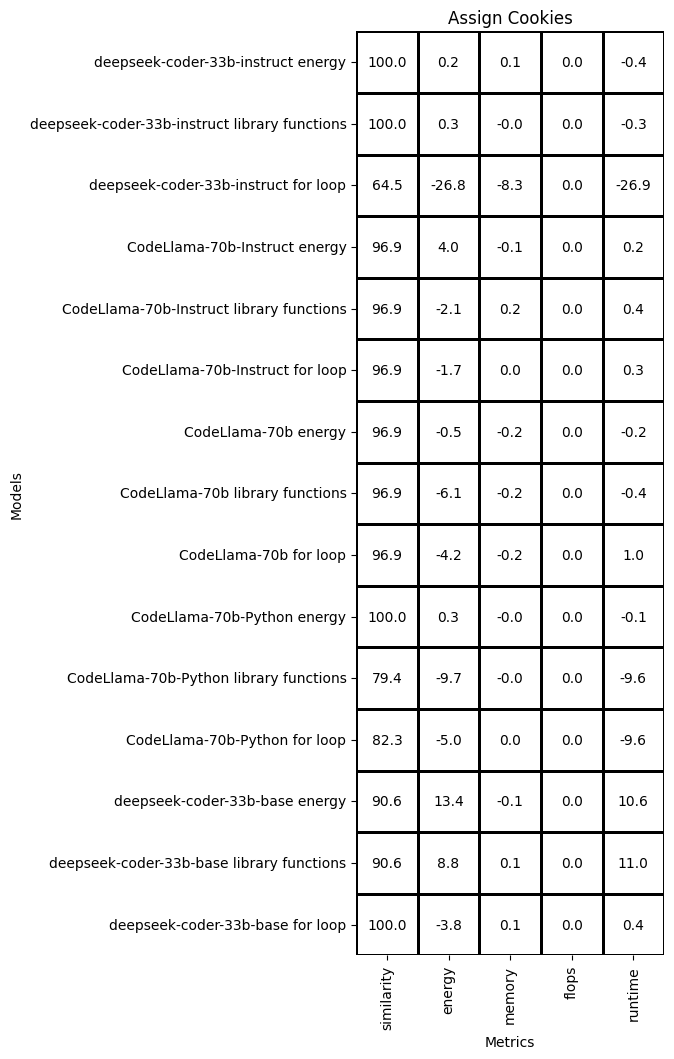 Assign Cookies
deepseek-coder-33b-instruct energy 100.0 0.2 0.1 0.0 -0.4
deepseek-coder-33b-instruct library functions 100.0 0.3 -0.0 0.0 -0.3
deepseek-coder-33b-instruct for loop 64.5 -26.8 -8.3 0.0 -26.9
CodeLlama-70b-Instruct energy 96.9 4.0 -0.1 0.0 0.2
CodeLlama-70b-Instruct library functions 96.9 -2.1 0.2 0.0 0.4
CodeLlama-70b-Instruct for loop 96.9 -1.7 0.0 0.0 0.3
CodeLlama-70b energy 96.9 -0.5 -0.2 0.0 -0.2
CodeLlama-70b library functions 96.9 -6.1 -0.2 0.0 -0.4
CodeLlama-70b for loop 96.9 -4.2 -0.2 0.0 1.0
CodeLlama-70b-Python energy 100.0 0.3 -0.0 0.0 -0.1
CodeLlama-70b-Python library functions 79.4 -9.7 -0.0 0.0 -9.6
CodeLlama-70b-Python for loop 82.3 -5.0 0.0 0.0 -9.6
deepseek-coder-33b-base energy 90.6 13.4 -0.1 0.0 10.6
deepseek-coder-33b-base library functions 90.6 8.8 0.1 0.0 11.0
deepseek-coder-33b-base for loop 100.0 -3.8 0.1 0.0 0.4
Models
similarity energy memory flops runtime
Metrics